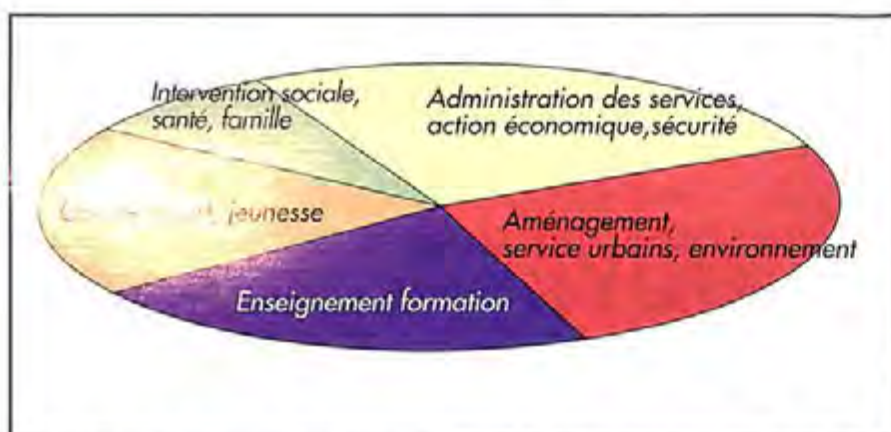 Intervention sociale,
santé, famille
Administration des services,
action économique,sécurité
jeunesse
Aménagement,
service urbains, environnement
Enseignement formation